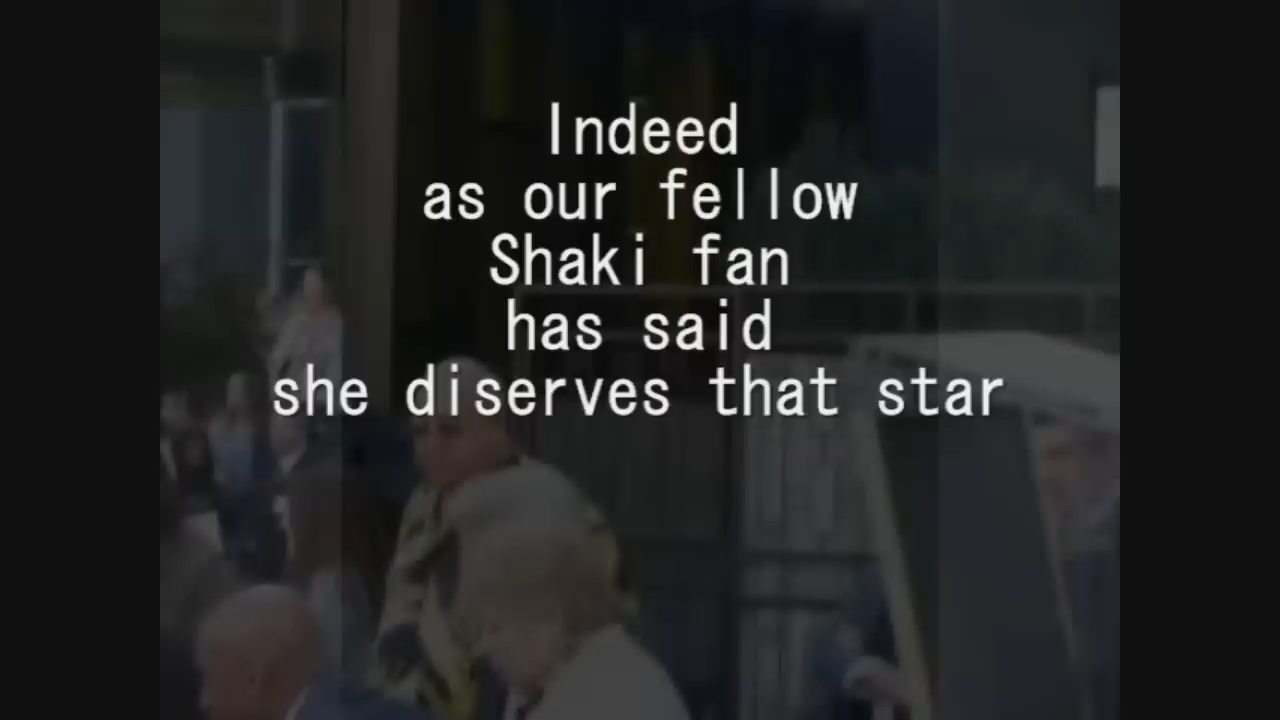 Indeed
as our fellow
Shaki fan
has said
she diserves that star